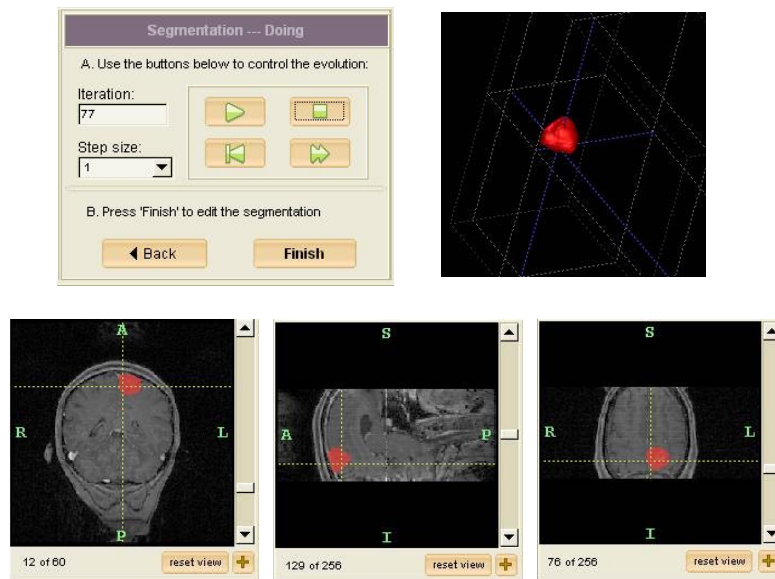 Segmentation --- Doing
A. Use the buttons below to control the evolution:
Iteration:
77
Step size:
1
B. Press 'Finish' to edit the segmentation
Back
Finish
A
R
L
P
12 of 60
reset view
S
A
P
I
129 of 256
reset view
S
R
L
I
76 of 256
reset view